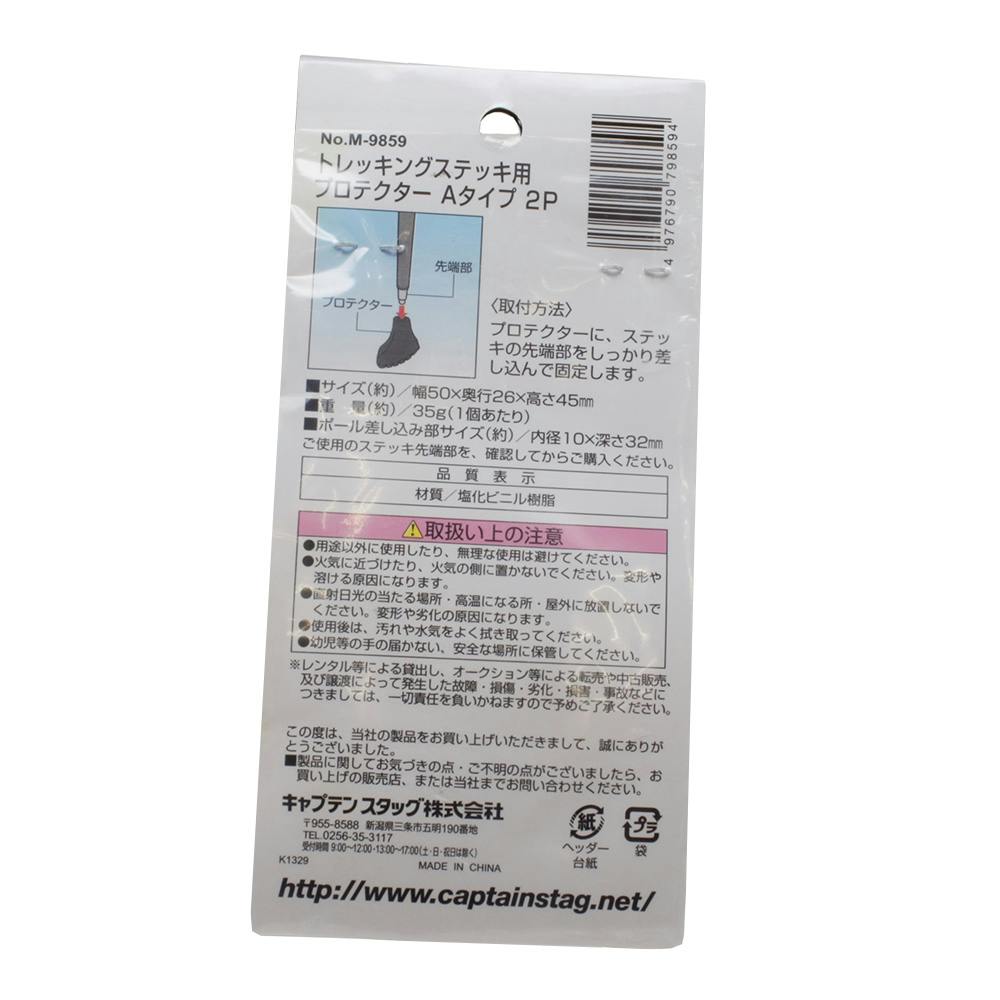 No.M-9859
トレッキングステッキ用
プロテクター Aタイプ 2P
4 976790 798594
先端部
プロテクター
〈取付方法〉
プロテクターに、ステッ
キの先端部をしっかり差
し込んで固定します。
■サイズ(約)/幅50×奥行26×高さ45mm
■重 量(約)/35g(1個あたり)
■ポール差し込み部サイズ(約)/内径10×深さ32mm
ご使用のステッキ先端部を、確認してからご購入ください。
品質表示
材質/塩化ビニル樹脂
⚠取扱い上の注意
●用途以外に使用したり、無理な使用は避けてください。
●火気に近づけたり、火気の側に置かないでください。変形や
溶ける原因になります。
●直射日光の当たる場所・高温になる所・屋外に放置しないで
ください。変形や劣化の原因になります。
●使用後は、汚れや水気をよく拭き取ってください。
●幼児等の手の届かない、安全な場所に保管してください。
※レンタル等による貸出し、オークション等による転売や中古販売、
及び譲渡によって発生した故障・損傷・劣化・損害・事故などに
つきましては、一切責任を負いかねますので予めご了承ください。
この度は、当社の製品をお買い上げいただきまして、誠にありが
とうございました。
■製品に関してお気づきの点・ご不明の点がございましたら、お
買い上げの販売店、または当社までお問い合わせください。
キャプテンスタッグ株式会社
〒955-8588 新潟県三条市五明190番地
TEL.0256-35-3117
受付時間 9:00~12:00・13:00~17:00(土・日・祝日は除く)
K1329
MADE IN CHINA
紙
ヘッダー
台紙
プラ
袋
http://www.captainstag.net/